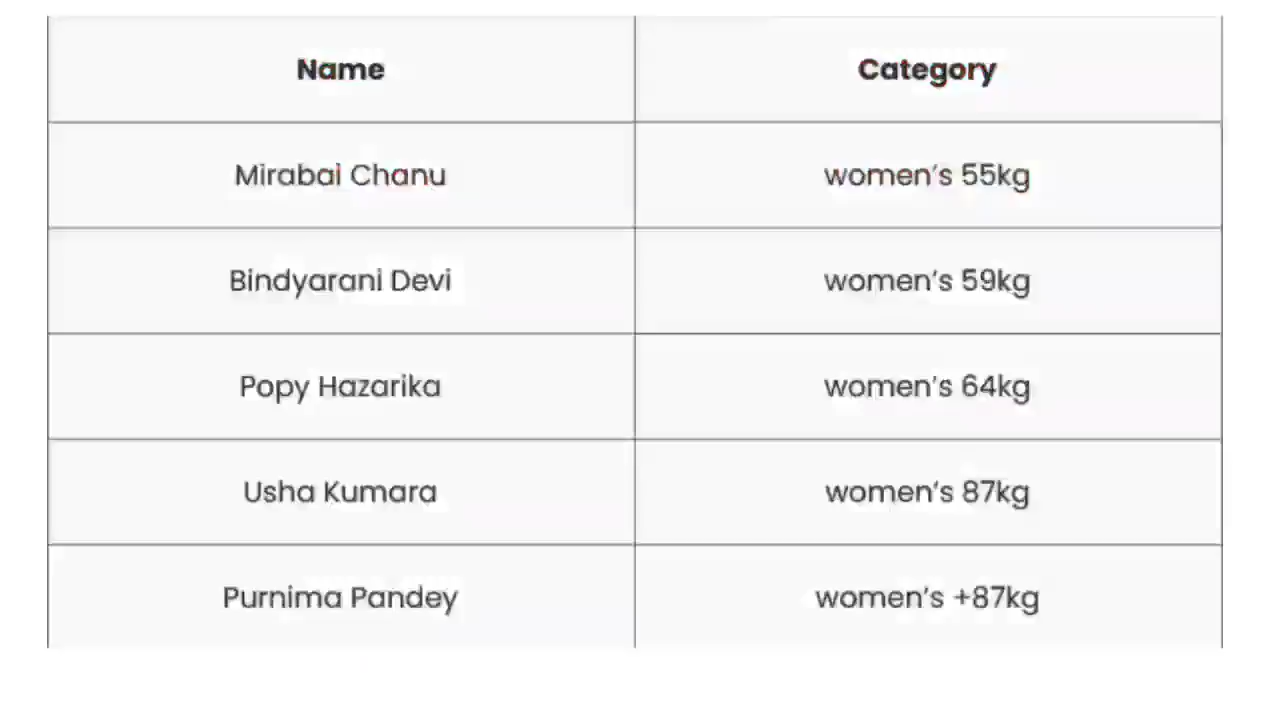 Name Category
Mirabai Chanu women's 55kg
Bindyarani Devi women's 59kg
Popy Hazarika women's 64kg
Usha Kumara women's 87kg
Purnima Pandey women's +87kg